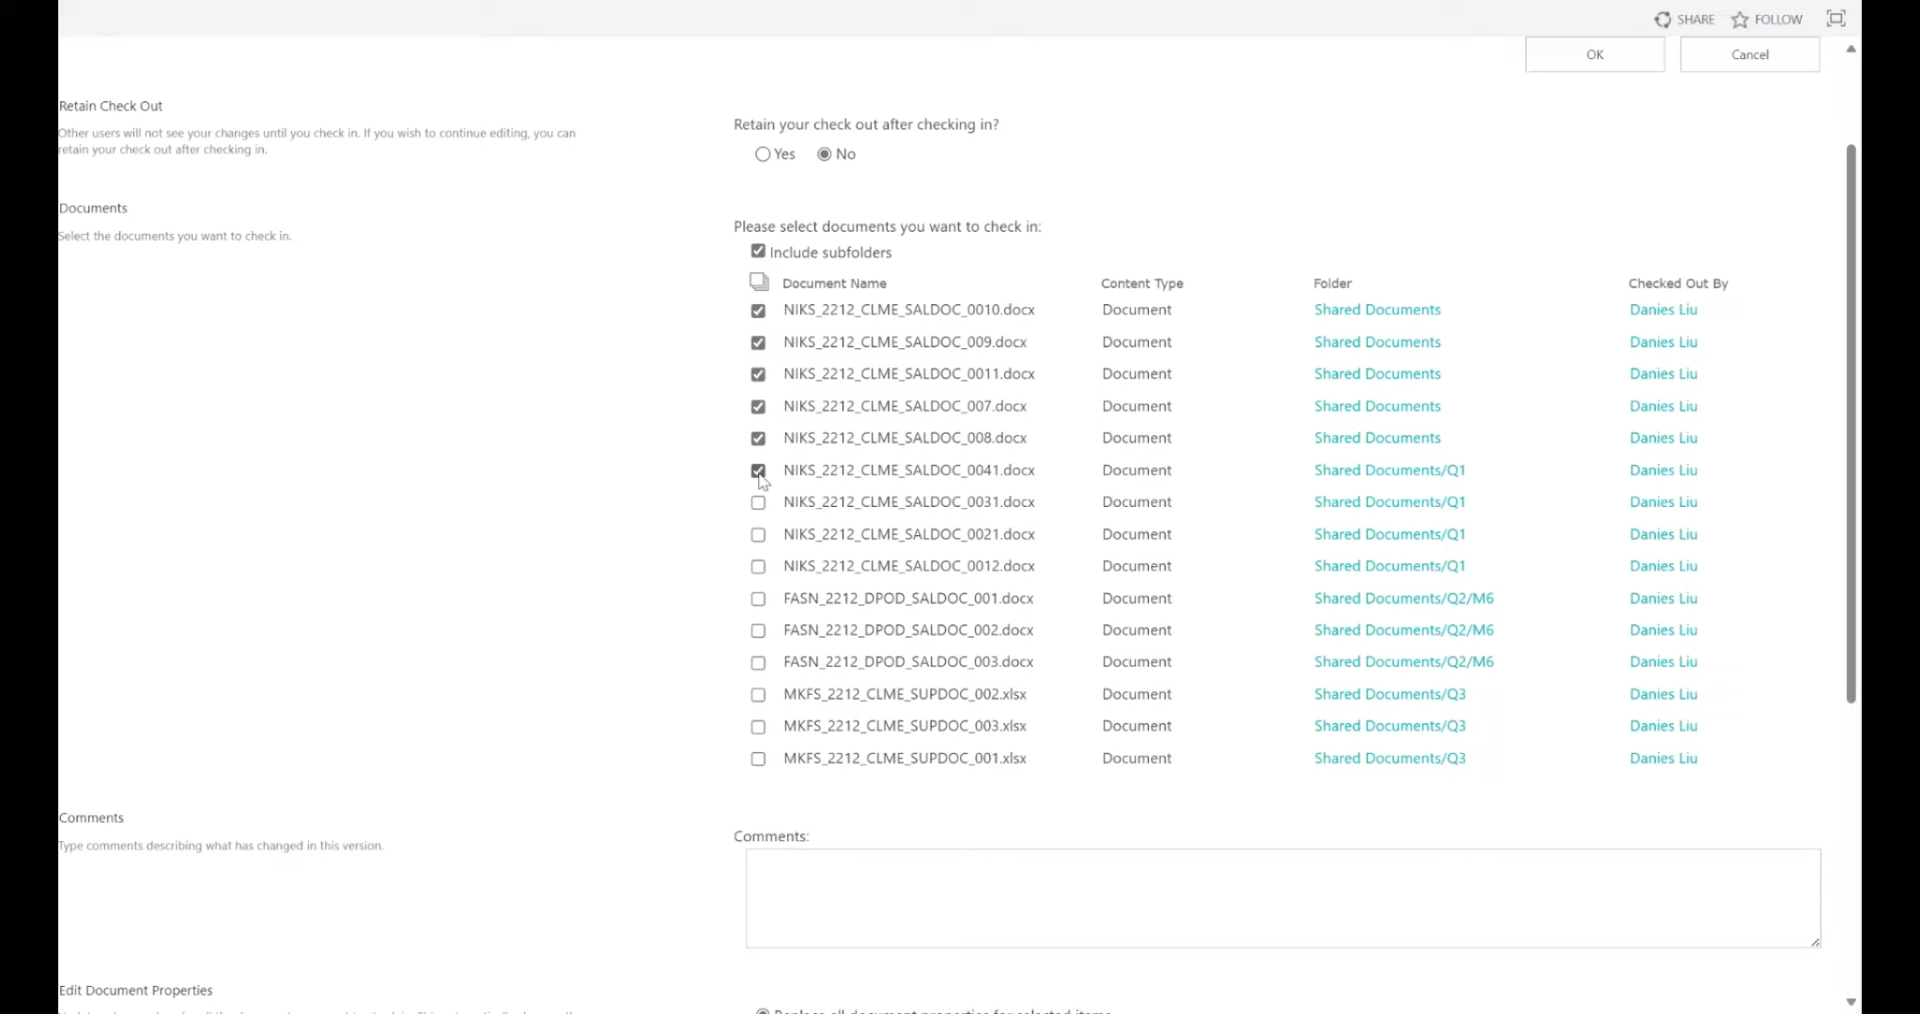 SHARE FOLLOW
OK Cancel
Retain Check Out
Other users will not see your changes until you check in. If you wish to continue editing, you can
retain your check out after checking in.
Retain your check out after checking in?
Yes No
Documents
Select the documents you want to check in.
Please select documents you want to check in:
Include subfolders
Document Name Content Type Folder Checked Out By
NIKS_2212_CLME_SALDOC_0010.docx Document Shared Documents Danies Liu
NIKS_2212_CLME_SALDOC_009.docx Document Shared Documents Danies Liu
NIKS_2212_CLME_SALDOC_0011.docx Document Shared Documents Danies Liu
NIKS_2212_CLME_SALDOC_007.docx Document Shared Documents Danies Liu
NIKS_2212_CLME_SALDOC_008.docx Document Shared Documents Danies Liu
NIKS_2212_CLME_SALDOC_0041.docx Document Shared Documents/Q1 Danies Liu
NIKS_2212_CLME_SALDOC_0031.docx Document Shared Documents/Q1 Danies Liu
NIKS_2212_CLME_SALDOC_0021.docx Document Shared Documents/Q1 Danies Liu
NIKS_2212_CLME_SALDOC_0012.docx Document Shared Documents/Q1 Danies Liu
FASN_2212_DPOD_SALDOC_001.docx Document Shared Documents/Q2/M6 Danies Liu
FASN_2212_DPOD_SALDOC_002.docx Document Shared Documents/Q2/M6 Danies Liu
FASN_2212_DPOD_SALDOC_003.docx Document Shared Documents/Q2/M6 Danies Liu
MKFS_2212_CLME_SUPDOC_002.xlsx Document Shared Documents/Q3 Danies Liu
MKFS_2212_CLME_SUPDOC_003.xlsx Document Shared Documents/Q3 Danies Liu
MKFS_2212_CLME_SUPDOC_001.xlsx Document Shared Documents/Q3 Danies Liu
Comments
Type comments describing what has changed in this version.
Comments:
Edit Document Properties
Replace all document properties for selected items